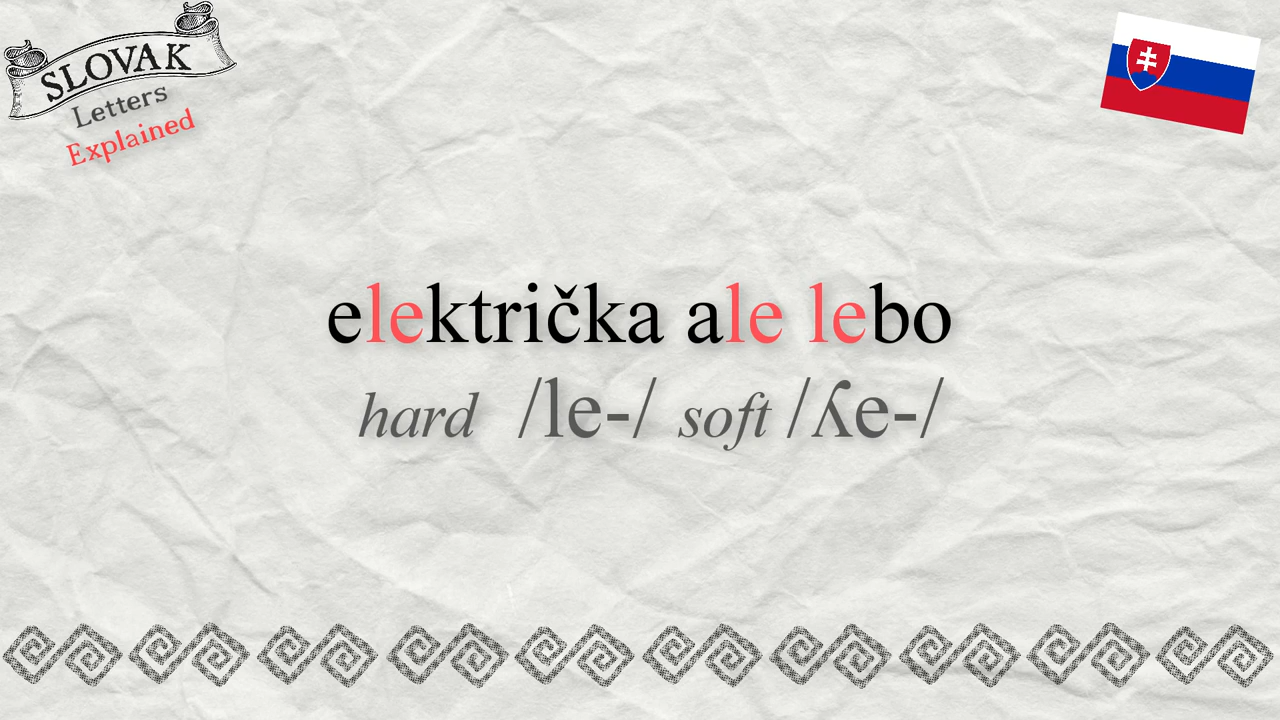 SLOVAK
Letters
Explained
električka ale lebo
hard /le-/ soft /ʎe-/